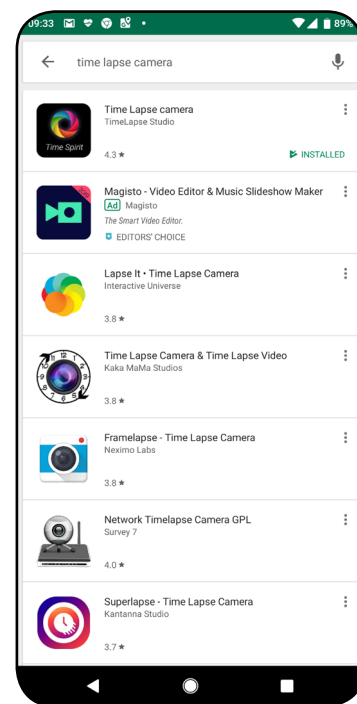 09:33
89%
time lapse camera
Time Spirit
Time Lapse camera
TimeLapse Studio
4.3 ★
INSTALLED
Magisto - Video Editor & Music Slideshow Maker
Ad Magisto
The Smart Video Editor.
EDITORS' CHOICE
Lapse It • Time Lapse Camera
Interactive Universe
3.8 ★
Time Lapse Camera & Time Lapse Video
Kaka MaMa Studios
3.8 ★
Framelapse - Time Lapse Camera
Neximo Labs
3.8 ★
Network Timelapse Camera GPL
Survey 7
4.0 ★
Superlapse - Time Lapse Camera
Kantanna Studio
3.7 ★